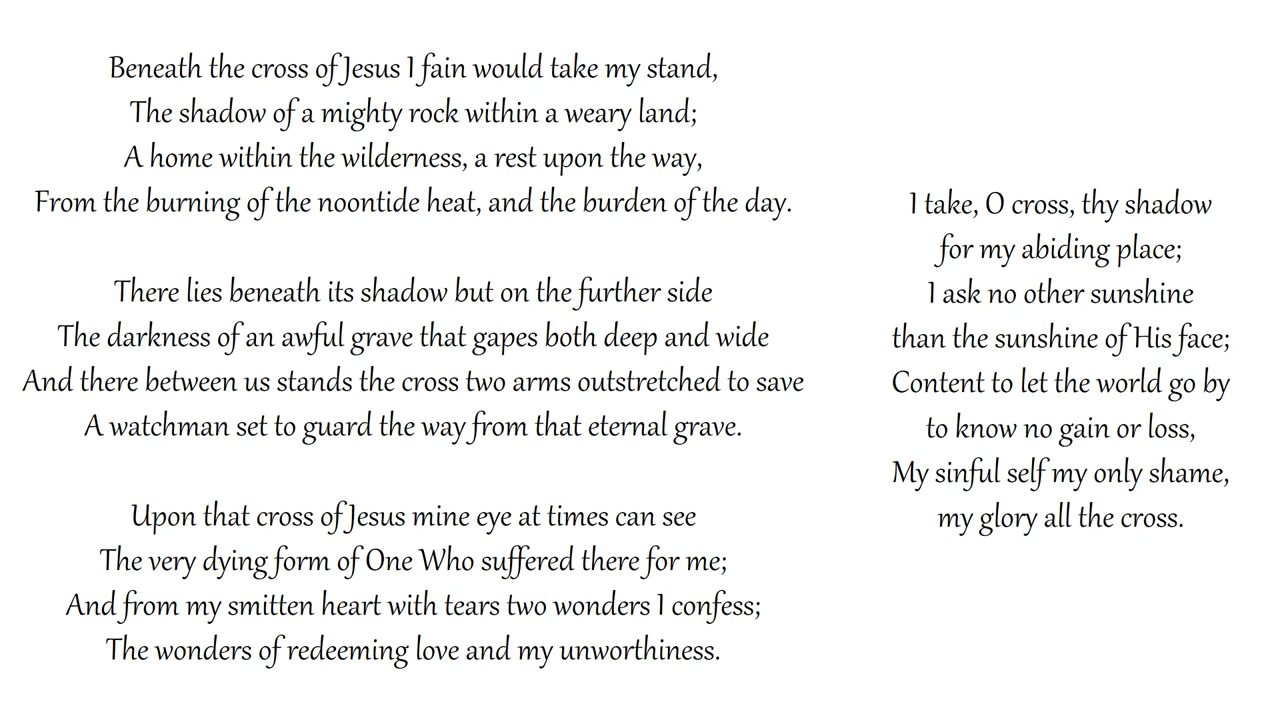 Beneath the cross of Jesus I fain would take my stand,
The shadow of a mighty rock within a weary land;
A home within the wilderness, a rest upon the way,
From the burning of the noontide heat, and the burden of the day.
There lies beneath its shadow but on the further side
The darkness of an awful grave that gapes both deep and wide
And there between us stands the cross two arms outstretched to save
A watchman set to guard the way from that eternal grave.
Upon that cross of Jesus mine eye at times can see
The very dying form of One Who suffered there for me;
And from my smitten heart with tears two wonders I confess;
The wonders of redeeming love and my unworthiness.
I take, O cross, thy shadow
for my abiding place;
I ask no other sunshine
than the sunshine of His face;
Content to let the world go by
to know no gain or loss,
My sinful self my only shame,
my glory all the cross.